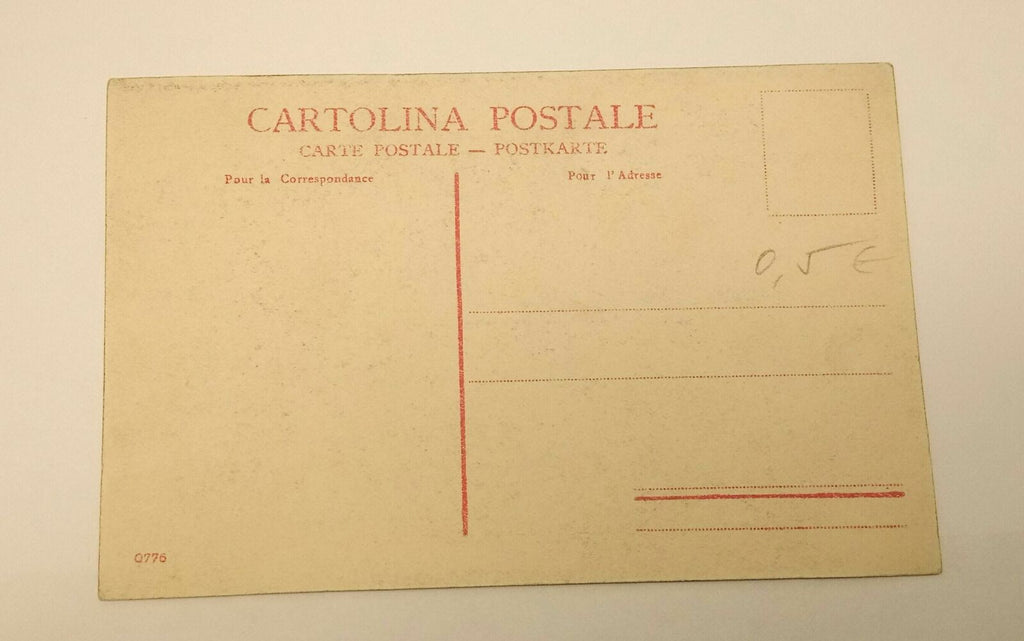 CARTOLINA POSTALE
CARTE POSTALE — POSTKARTE
Pour la Correspondance
Pour l'Adresse
0,5 €
0776